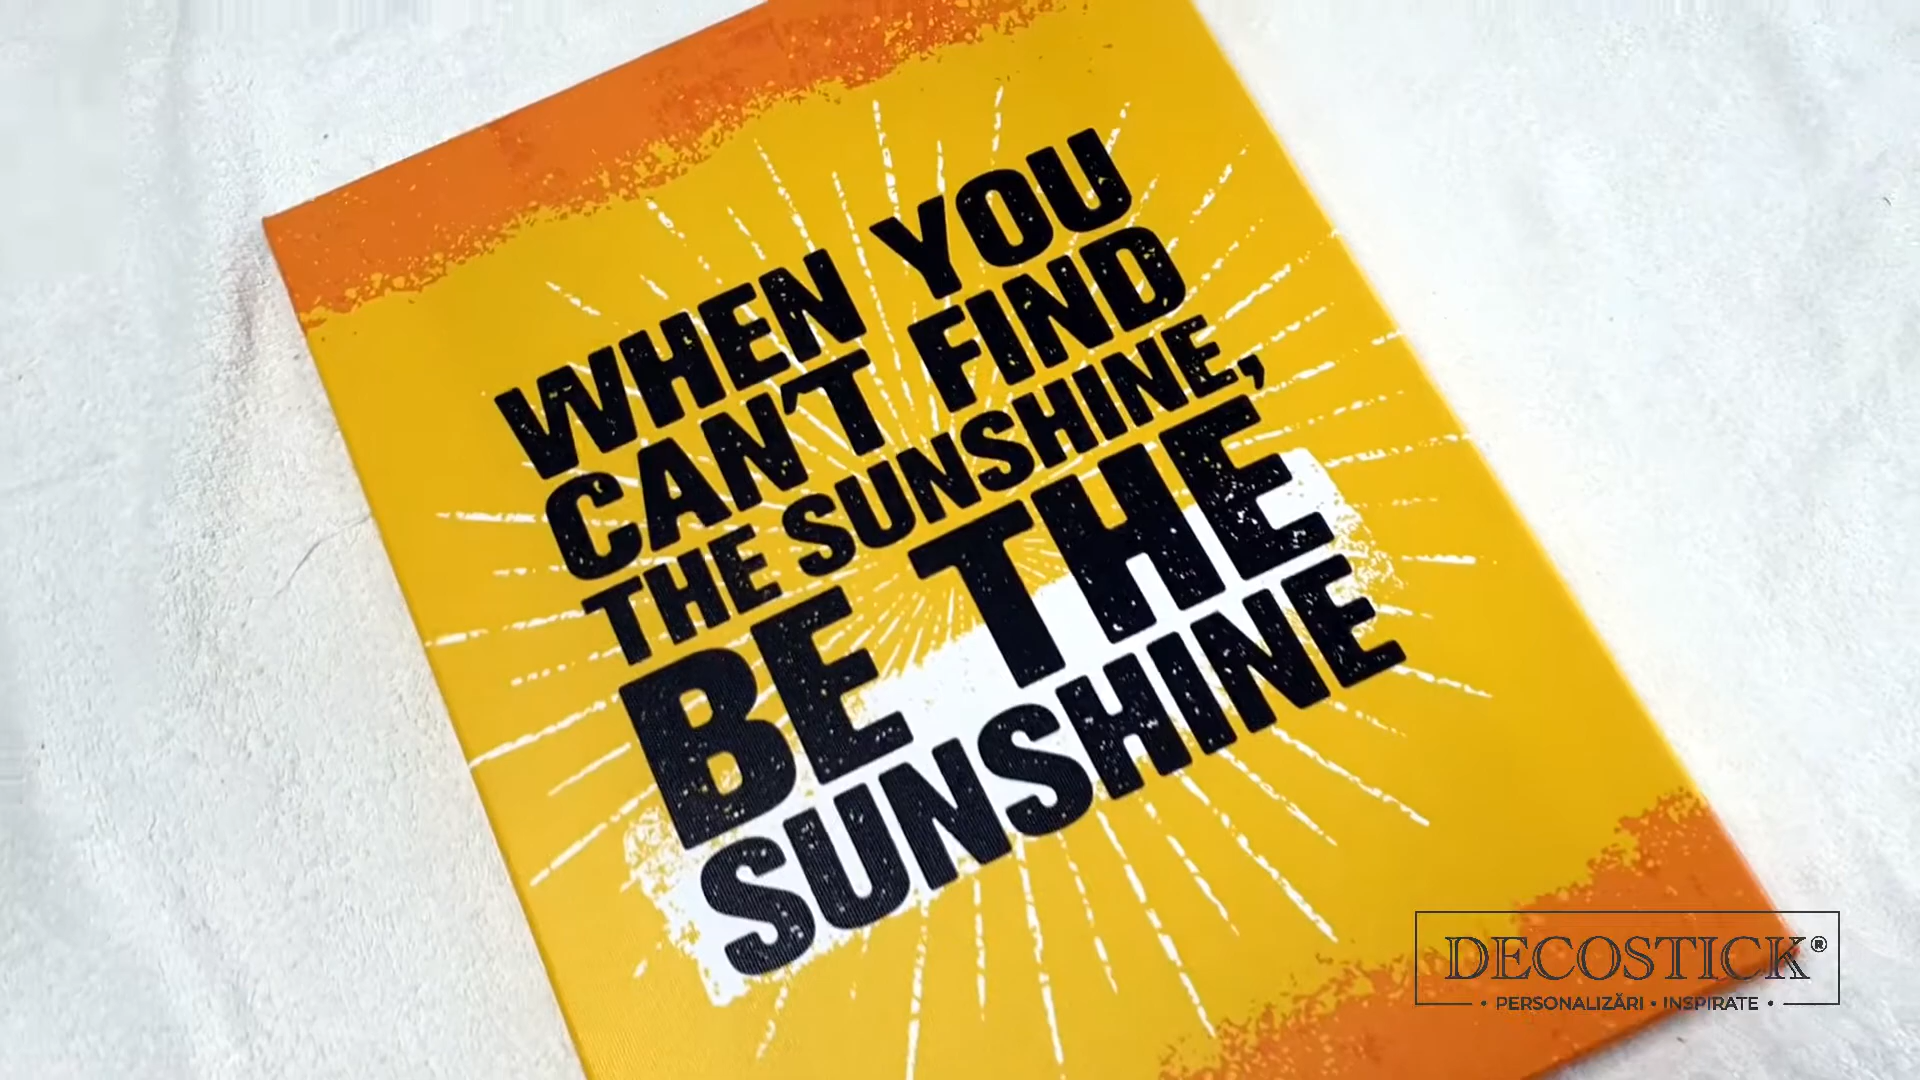 WHEN YOU
CAN'T FIND
THE SUNSHINE,
BE THE
SUNSHINE
DECOSTICK®
• PERSONALIZĂRI • INSPIRATE •